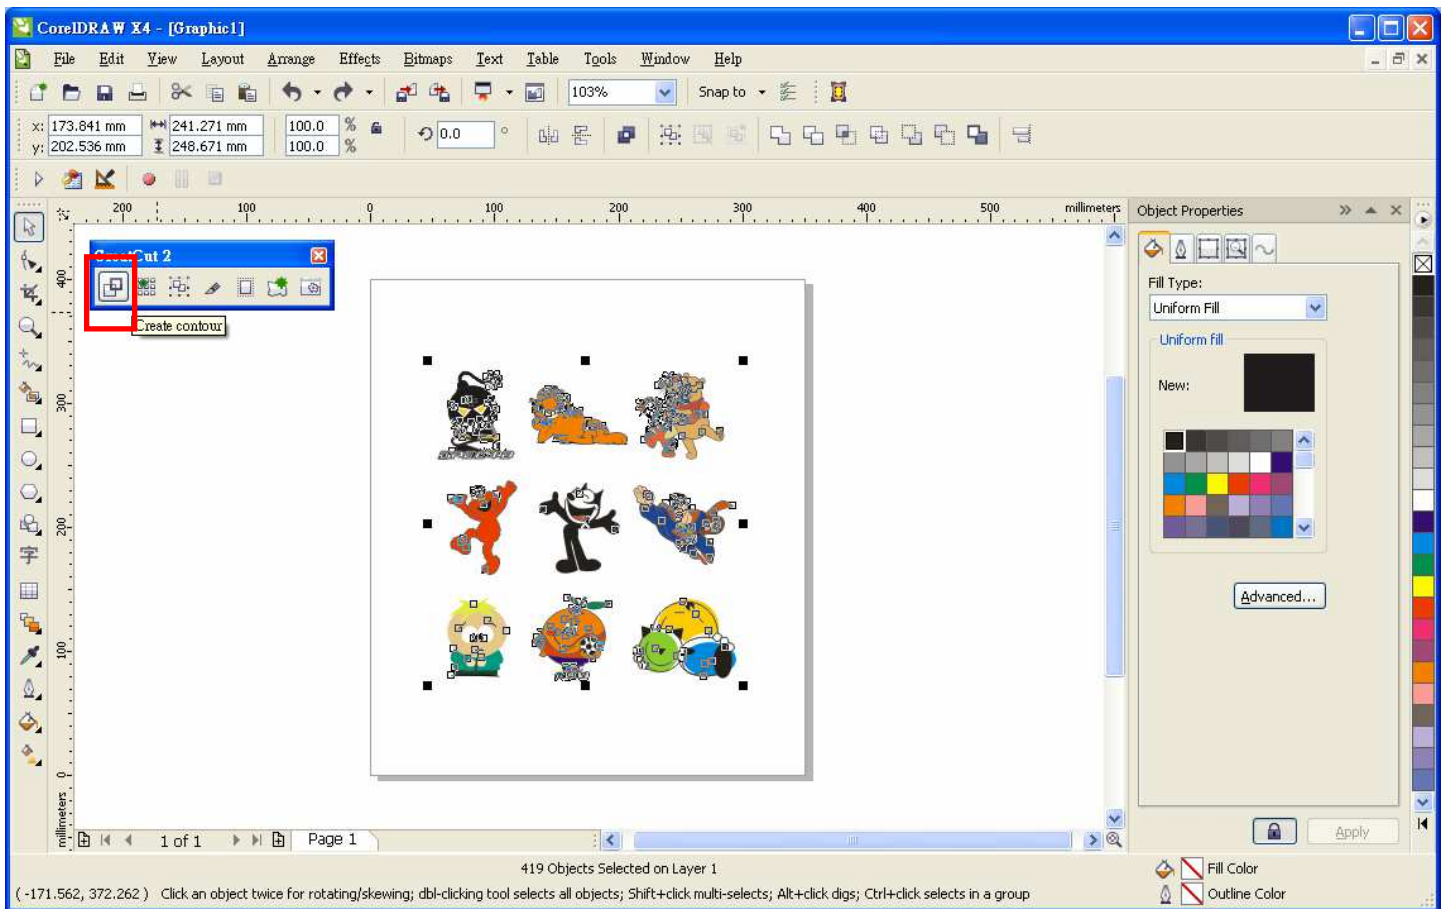 CorelDRAW X4 - [Graphic1]
File Edit View Layout Arrange Effects Bitmaps Text Table Tools Window Help
103% Snap to
x: 173.841 mm 241.271 mm 100.0 % 0.0 °
y: 202.536 mm 248.671 mm 100.0 %
200 100 0 100 200 300 400 500 millimeters
Object Properties
GreatCut 2
Create contour
Fill Type:
Uniform Fill
Uniform fill
New:
Advanced...
字
400
300
200
100
0
millimeters
1 of 1 Page 1
Apply
419 Objects Selected on Layer 1
Fill Color
( -171.562, 372.262 ) Click an object twice for rotating/skewing; dbl-clicking tool selects all objects; Shift+click multi-selects; Alt+click digs; Ctrl+click selects in a group
Outline Color